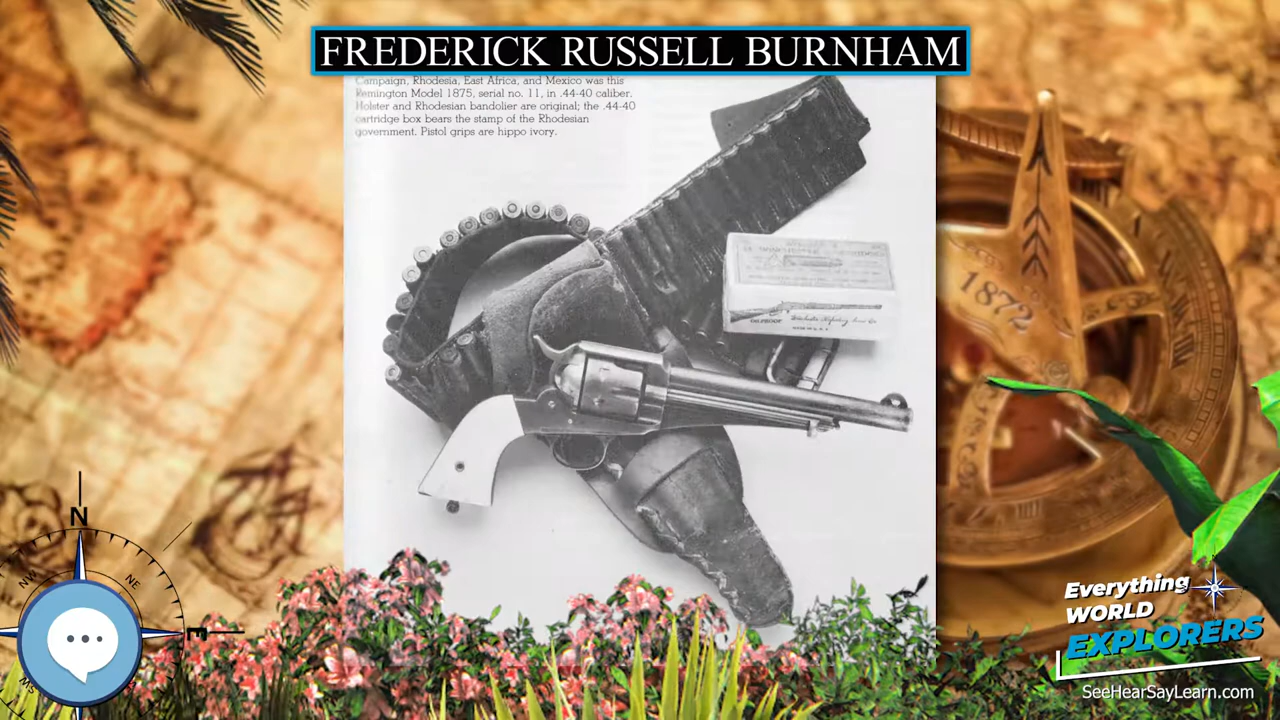 FREDERICK RUSSELL BURNHAM
Campaign, Rhodesia, East Africa, and Mexico was this
Remington Model 1875, serial no. 11, in .44-40 caliber.
Holster and Rhodesian bandolier are original; the .44-40
cartridge box bears the stamp of the Rhodesian
government. Pistol grips are hippo ivory.
1872
N
NW
NE
E
Everything
WORLD
EXPLORERS
SeeHearSayLearn.com